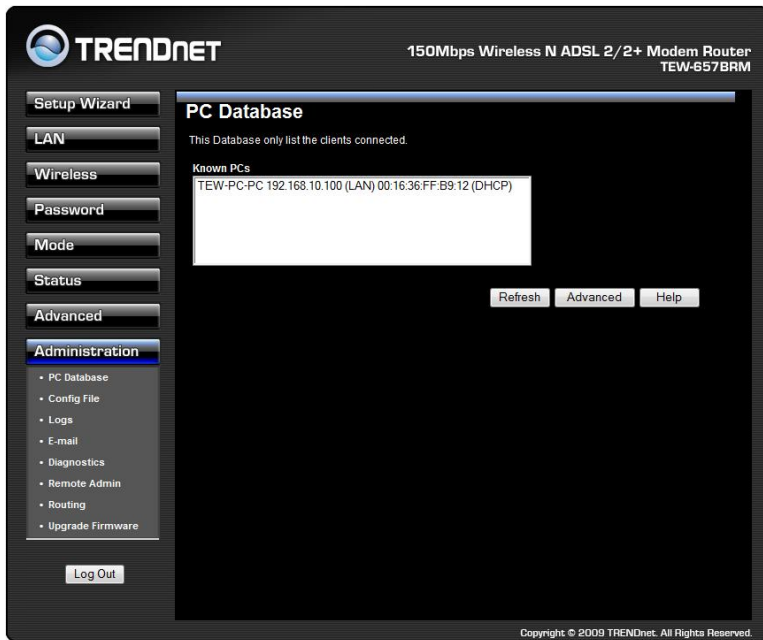 TRENDNET
150Mbps Wireless N ADSL 2/2+ Modem Router
TEW-657BRM
Setup Wizard
LAN
Wireless
Password
Mode
Status
Advanced
Administration
• PC Database
• Config File
• Logs
• E-mail
• Diagnostics
• Remote Admin
• Routing
• Upgrade Firmware
Log Out
PC Database
This Database only list the clients connected.
Known PCs
TEW-PC-PC 192.168.10.100 (LAN) 00:16:36:FF:B9:12 (DHCP)
Refresh Advanced Help
Copyright © 2009 TRENDnet. All Rights Reserved.